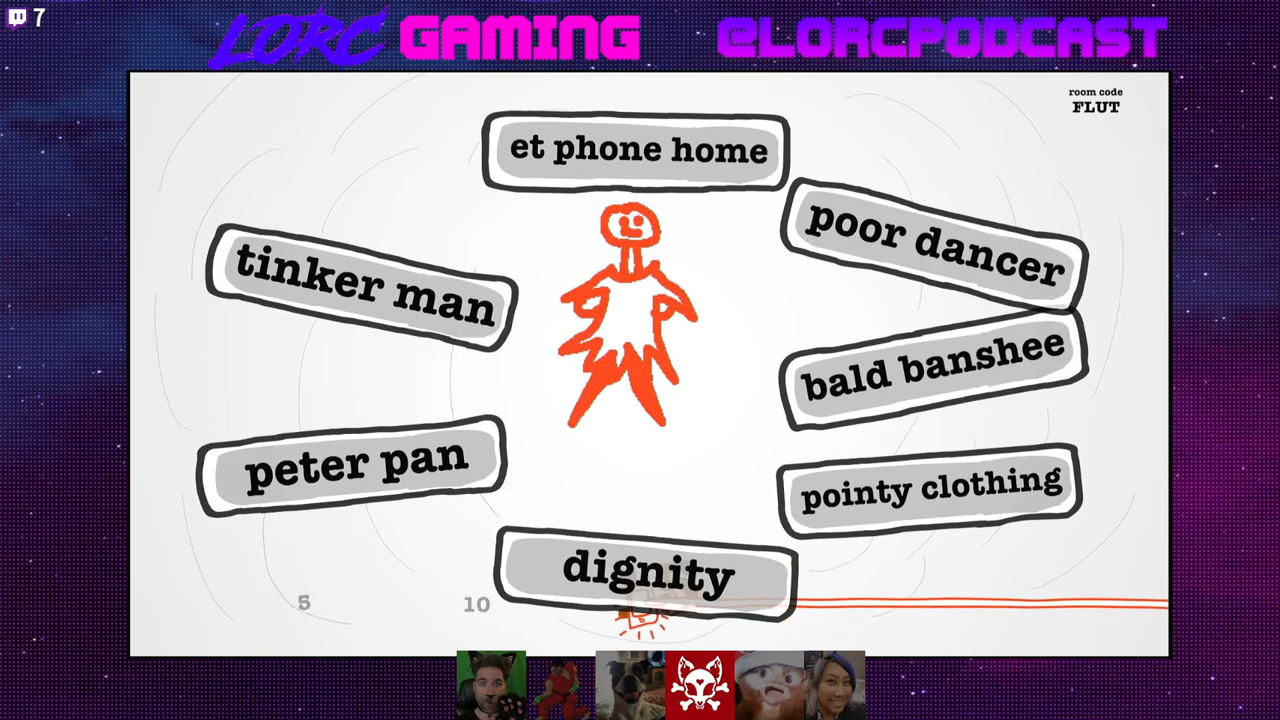 7
LORC GAMING
@LORCPODCAST
room code
FLUT
et phone home
poor dancer
tinker man
bald banshee
peter pan
pointy clothing
dignity
5
10